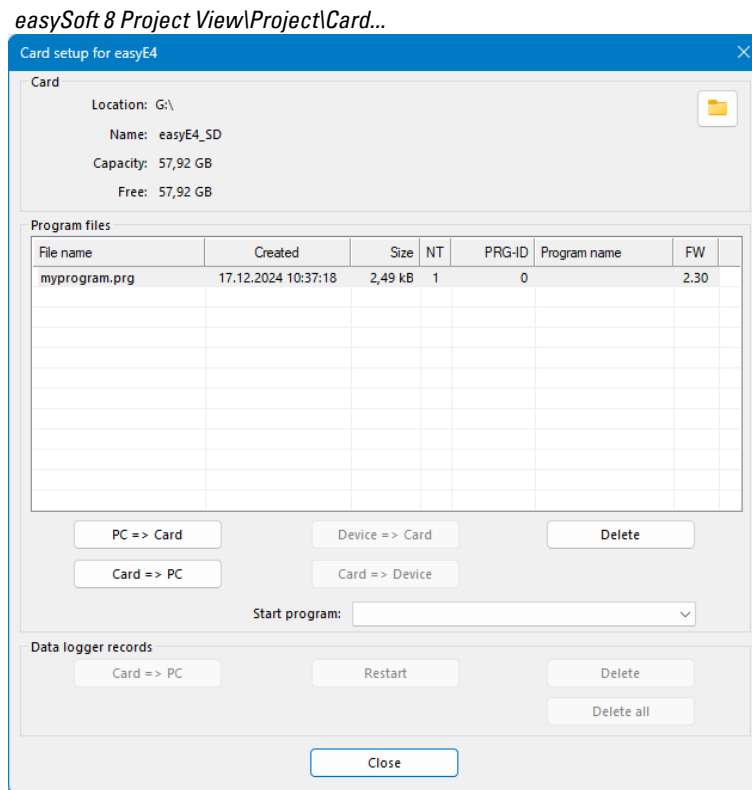 easySoft 8 Project View\Project\Card...
Card setup for easyE4
Card
Location: G:\
Name: easyE4_SD
Capacity: 57,92 GB
Free: 57,92 GB
Program files
File name Created Size NT PRG-ID Program name FW
myprogram.prg 17.12.2024 10:37:18 2,49 kB 1 0 2.30
PC => Card Device => Card Delete
Card => PC Card => Device
Start program:
Data logger records
Card => PC Restart Delete
Delete all
Close